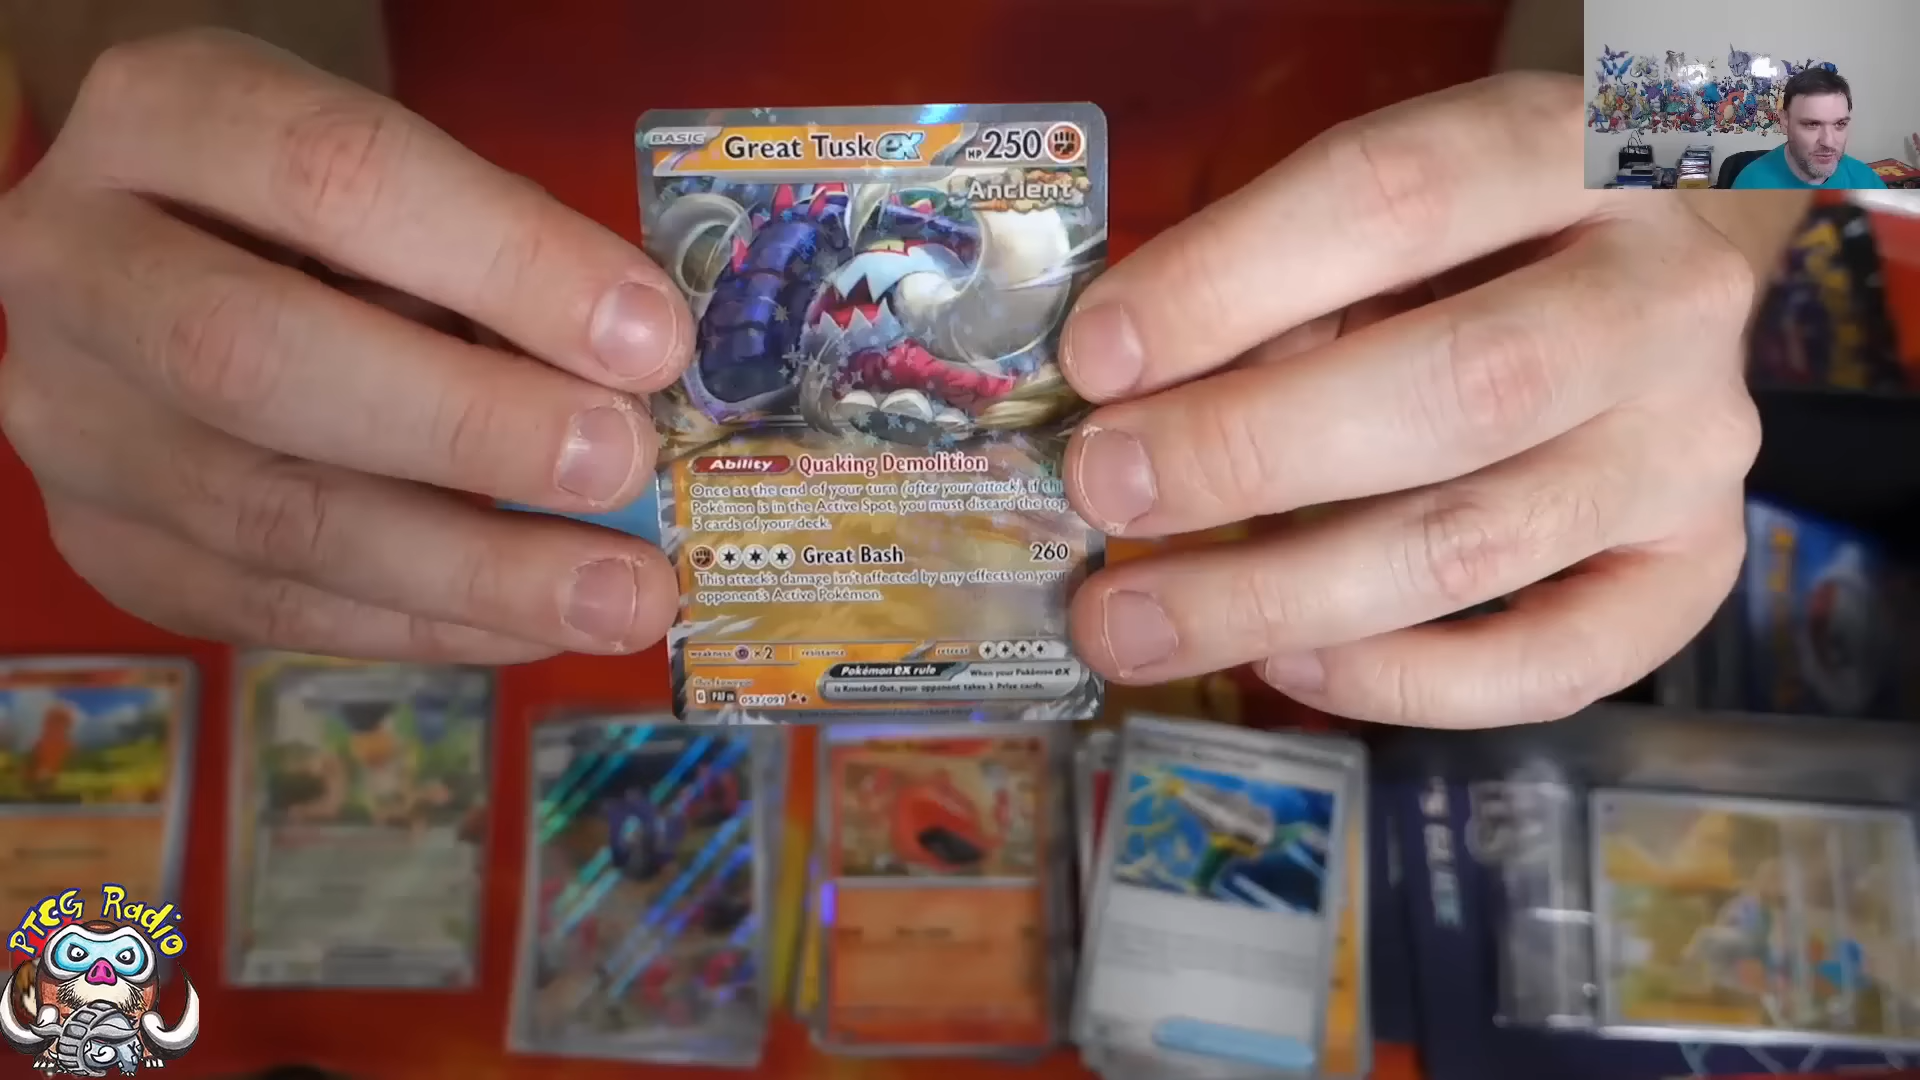 BASIC Great Tusk ex HP 250
Ancient
Ability Quaking Demolition
Once at the end of your turn (after your attack), if
Pokémon is in the Active Spot, you must discard the top
5 cards of your deck.
Great Bash 260
This attack's damage isn't affected by any effects on your
opponent's Active Pokémon.
weakness ×2 resistance retreat
Pokémon ex rule When your Pokémon ex
is Knocked Out, your opponent takes 2 Prize cards.
G PAF EN 053/091
PTCG Radio